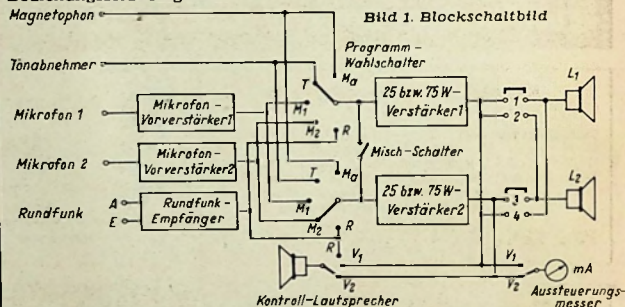 Magnetophon
Bild 1. Blockschaltbild
Programm-
Wahlschalter
Tonabnehmer
Ma
T
25 bzw. 75 W-
Verstärker 1
L1
1
2
Mikrofon 1
Mikrofon-
Vorverstärker 1
M1
M2
R
Misch-Schalter
Mikrofon 2
Mikrofon-
Vorverstärker 2
Ma
T
25 bzw. 75 W-
Verstärker 2
L2
3
4
Rundfunk
A
E
Rundfunk-
Empfänger
M1
M2
R
R
V1
V2
V1
V2
mA
Kontroll-Lautsprecher
Aussteuerungs-
messer